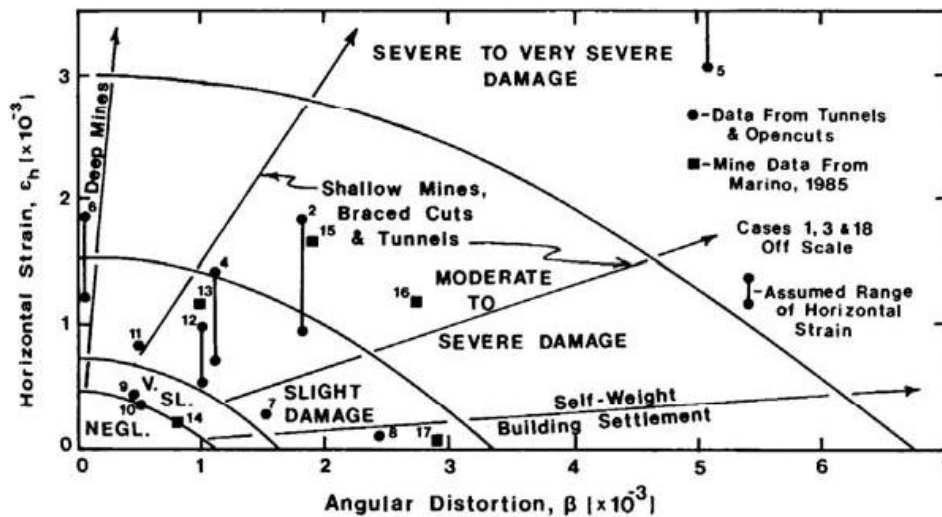 SEVERE TO VERY SEVERE
DAMAGE
5
3
Deep Mines
●-Data From Tunnels
& Opencuts
■-Mine Data From
Marino, 1985
Horizontal Strain, εh [×10⁻³]
2
6
Shallow Mines,
Braced Cuts
& Tunnels
2
15
Cases 1, 3 & 18
Off Scale
4
MODERATE
TO
SEVERE DAMAGE
16
-Assumed Range
of Horizontal
Strain
1
13
12
11
9
V.
SL.
10
NEGL.
14
SLIGHT
DAMAGE
7
8
17
Self-Weight
Building Settlement
0
0 1 2 3 4 5 6
Angular Distortion, β [×10⁻³]